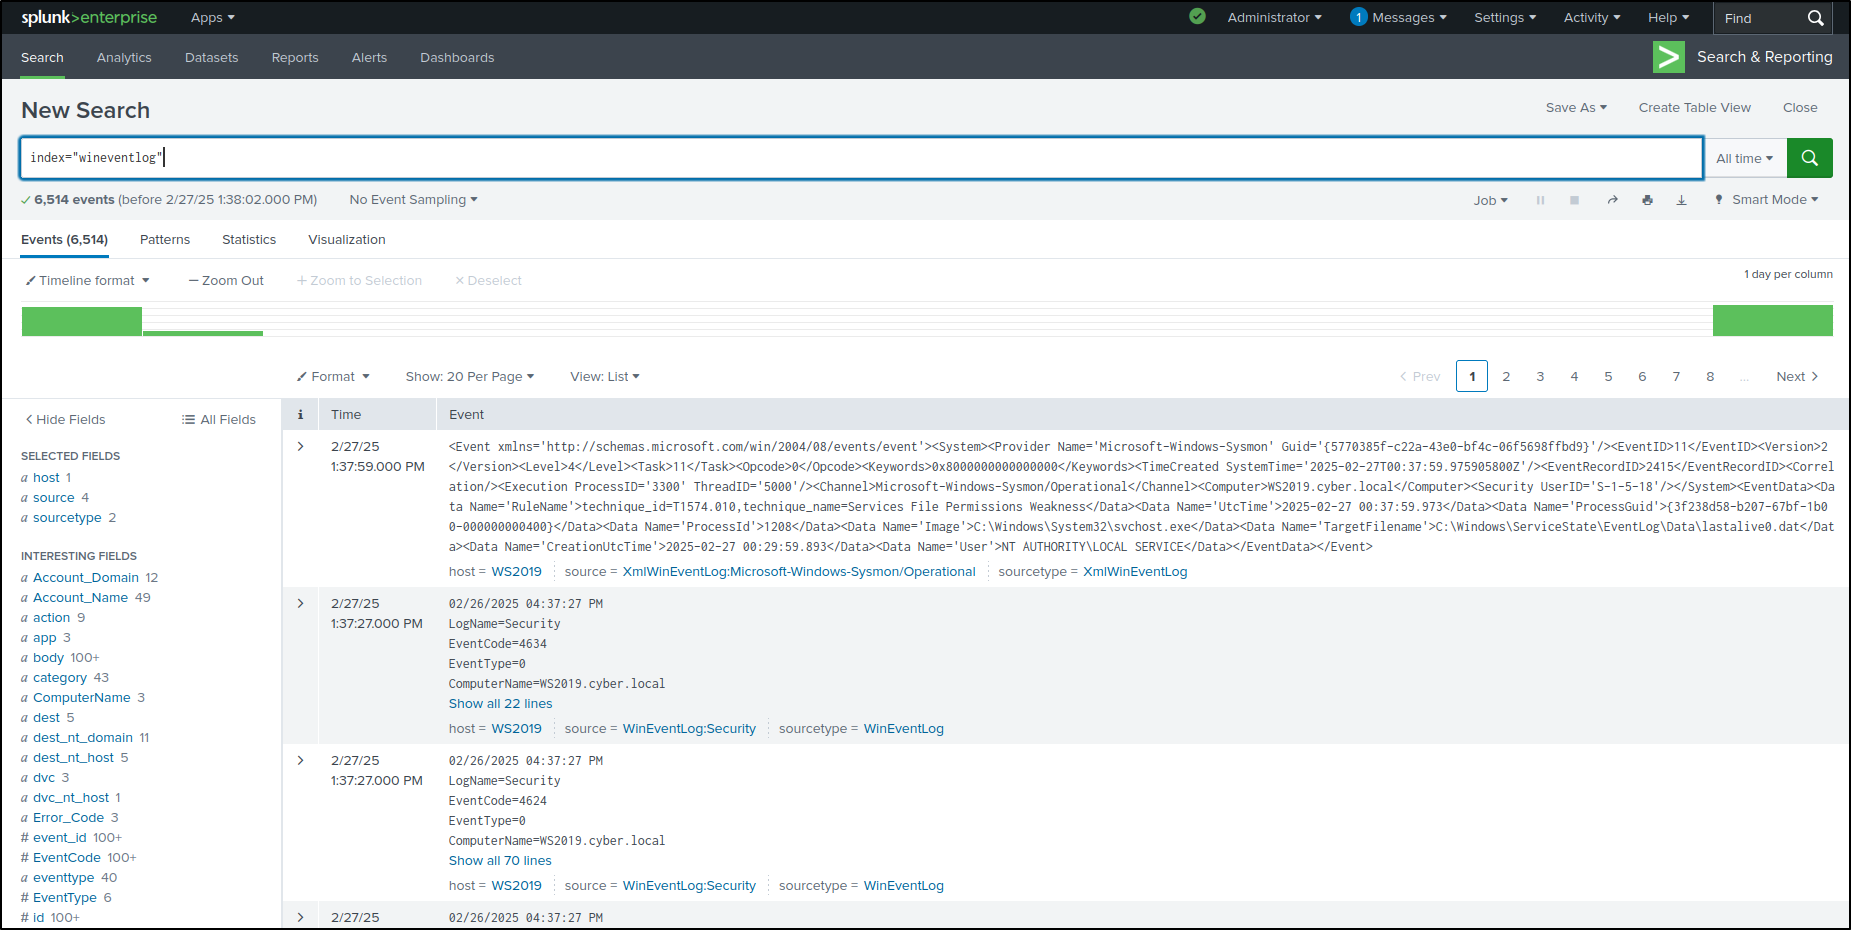 splunk>enterprise Apps Administrator 1 Messages Settings Activity Help Find
Search Analytics Datasets Reports Alerts Dashboards Search & Reporting
New Search Save As Create Table View Close
index="wineventlog" All time
6,514 events (before 2/27/25 1:38:02.000 PM) No Event Sampling Job Smart Mode
Events (6,514) Patterns Statistics Visualization
Timeline format — Zoom Out + Zoom to Selection × Deselect 1 day per column
Format Show: 20 Per Page View: List < Prev 1 2 3 4 5 6 7 8 ... Next >
< Hide Fields All Fields
SELECTED FIELDS
a host 1
a source 4
a sourcetype 2
INTERESTING FIELDS
a Account_Domain 12
a Account_Name 49
a action 9
a app 3
a body 100+
a category 43
a ComputerName 3
a dest 5
a dest_nt_domain 11
a dest_nt_host 5
a dvc 3
a dvc_nt_host 1
a Error_Code 3
# event_id 100+
# EventCode 100+
a eventtype 40
# EventType 6
# id 100+
i Time Event
2/27/25
1:37:59.000 PM
<Event xmlns='http://schemas.microsoft.com/win/2004/08/events/event'><System><Provider Name='Microsoft-Windows-Sysmon' Guid='{5770385f-c22a-43e0-bf4c-06f5698ffbd9}'/><EventID>11</EventID><Version>2
</Version><Level>4</Level><Task>11</Task><Opcode>0</Opcode><Keywords>0x8000000000000000</Keywords><TimeCreated SystemTime='2025-02-27T00:37:59.975905800Z'/><EventRecordID>2415</EventRecordID><Correl
ation/><Execution ProcessID='3300' ThreadID='5000'/><Channel>Microsoft-Windows-Sysmon/Operational</Channel><Computer>WS2019.cyber.local</Computer><Security UserID='S-1-5-18'/></System><EventData><Da
ta Name='RuleName'>technique_id=T1574.010,technique_name=Services File Permissions Weakness</Data><Data Name='UtcTime'>2025-02-27 00:37:59.973</Data><Data Name='ProcessGuid'>{3f238d58-b207-67bf-1b0
0-000000000400}</Data><Data Name='ProcessId'>1208</Data><Data Name='Image'>C:\Windows\System32\svchost.exe</Data><Data Name='TargetFilename'>C:\Windows\ServiceState\EventLog\Data\lastalive0.dat</Dat
a><Data Name='CreationUtcTime'>2025-02-27 00:29:59.893</Data><Data Name='User'>NT AUTHORITY\LOCAL SERVICE</Data></EventData></Event>
host = WS2019 source = XmlWinEventLog:Microsoft-Windows-Sysmon/Operational sourcetype = XmlWinEventLog
2/27/25
1:37:27.000 PM
02/26/2025 04:37:27 PM
LogName=Security
EventCode=4634
EventType=0
ComputerName=WS2019.cyber.local
Show all 22 lines
host = WS2019 source = WinEventLog:Security sourcetype = WinEventLog
2/27/25
1:37:27.000 PM
02/26/2025 04:37:27 PM
LogName=Security
EventCode=4624
EventType=0
ComputerName=WS2019.cyber.local
Show all 70 lines
host = WS2019 source = WinEventLog:Security sourcetype = WinEventLog
2/27/25
02/26/2025 04:37:27 PM